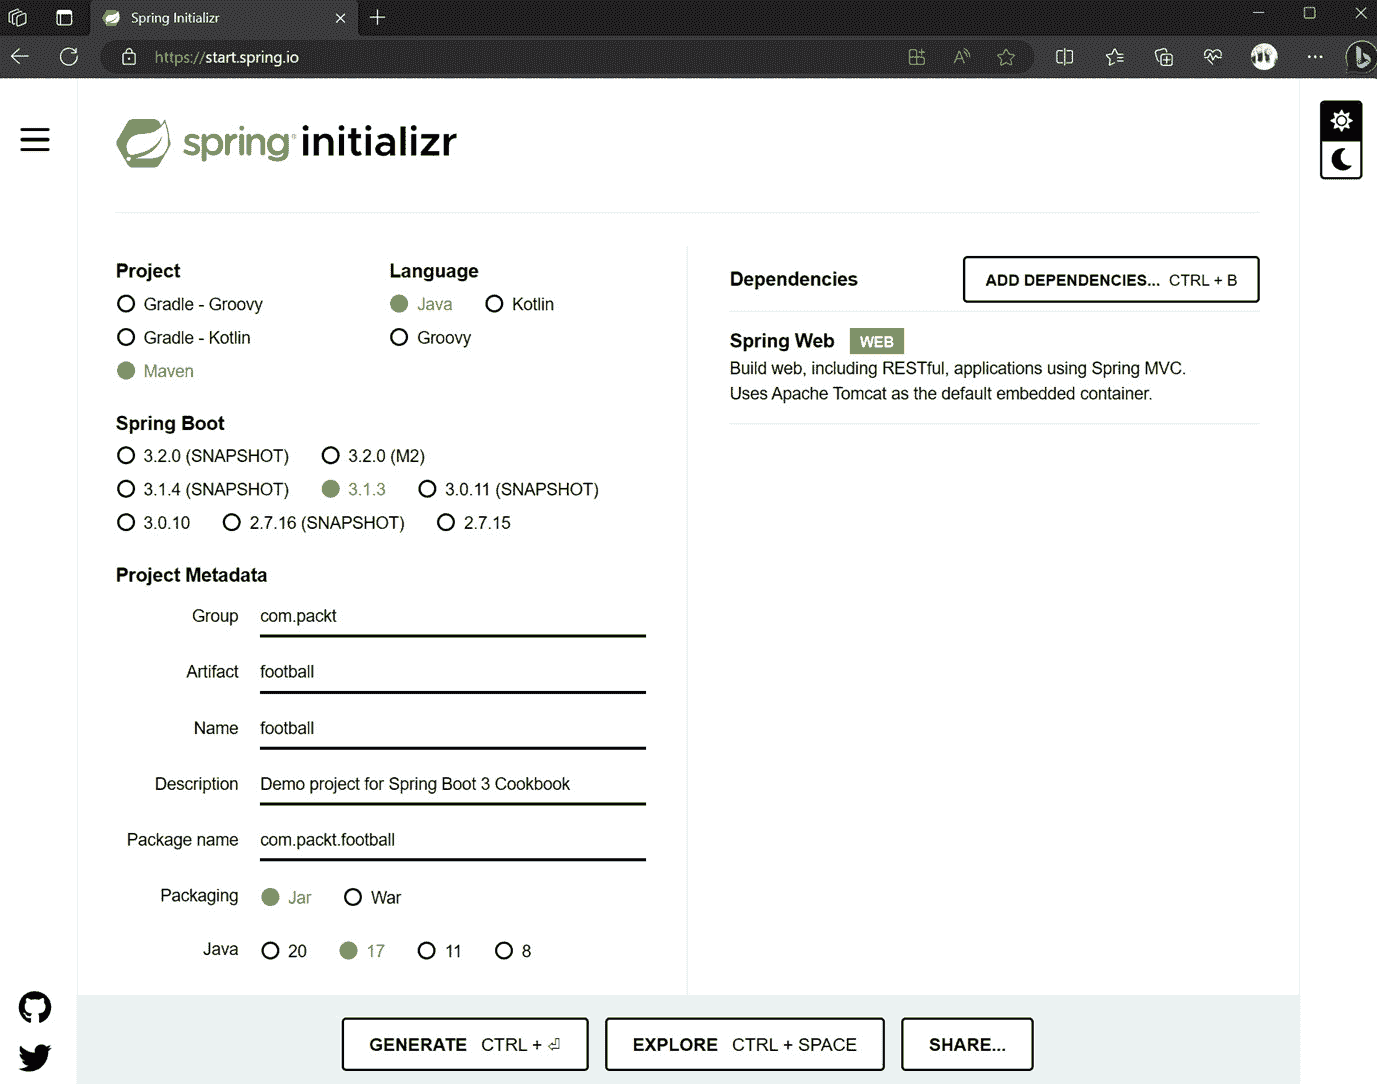 Spring Initializr
https://start.spring.io
spring initializr
Project
Gradle - Groovy
Gradle - Kotlin
Maven
Language
Java Kotlin
Groovy
Spring Boot
3.2.0 (SNAPSHOT) 3.2.0 (M2)
3.1.4 (SNAPSHOT) 3.1.3 3.0.11 (SNAPSHOT)
3.0.10 2.7.16 (SNAPSHOT) 2.7.15
Project Metadata
Group com.packt
Artifact football
Name football
Description Demo project for Spring Boot 3 Cookbook
Package name com.packt.football
Packaging Jar War
Java 20 17 11 8
Dependencies ADD DEPENDENCIES... CTRL + B
Spring Web WEB
Build web, including RESTful, applications using Spring MVC.
Uses Apache Tomcat as the default embedded container.
GENERATE CTRL + ⏎ EXPLORE CTRL + SPACE SHARE...